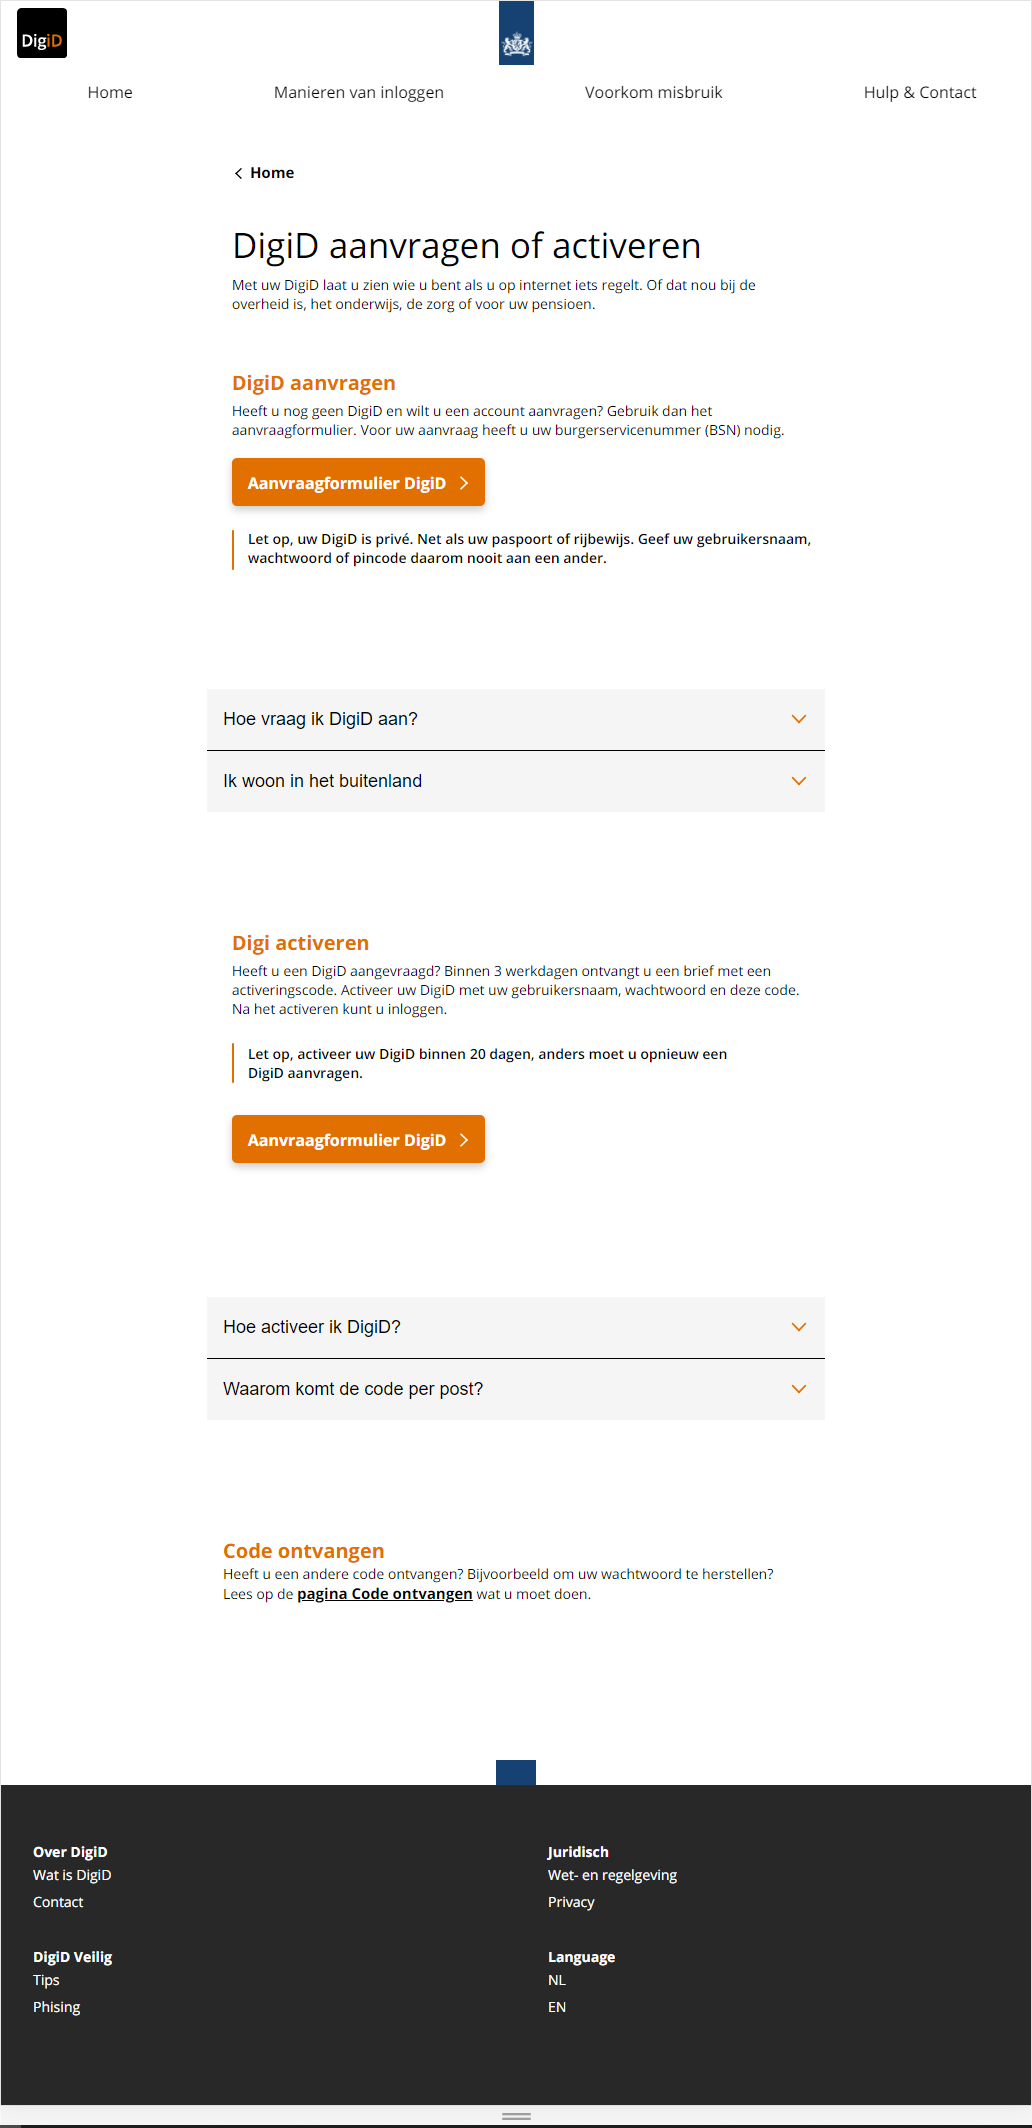 DigiD
Home
Manieren van inloggen
Voorkom misbruik
Hulp & Contact
Home
DigiD aanvragen of activeren
Met uw DigiD laat u zien wie u bent als u op internet iets regelt. Of dat nou bij de
overheid is, het onderwijs, de zorg of voor uw pensioen.
DigiD aanvragen
Heeft u nog geen DigiD en wilt u een account aanvragen? Gebruik dan het
aanvraagformulier. Voor uw aanvraag heeft u uw burgerservicenummer (BSN) nodig.
Aanvraagformulier DigiD
Let op, uw DigiD is privé. Net als uw paspoort of rijbewijs. Geef uw gebruikersnaam,
wachtwoord of pincode daarom nooit aan een ander.
Hoe vraag ik DigiD aan?
Ik woon in het buitenland
Digi activeren
Heeft u een DigiD aangevraagd? Binnen 3 werkdagen ontvangt u een brief met een
activeringscode. Activeer uw DigiD met uw gebruikersnaam, wachtwoord en deze code.
Na het activeren kunt u inloggen.
Let op, activeer uw DigiD binnen 20 dagen, anders moet u opnieuw een
DigiD aanvragen.
Aanvraagformulier DigiD
Hoe activeer ik DigiD?
Waarom komt de code per post?
Code ontvangen
Heeft u een andere code ontvangen? Bijvoorbeeld om uw wachtwoord te herstellen?
Lees op de pagina Code ontvangen wat u moet doen.
Over DigiD
Wat is DigiD
Contact
Juridisch
Wet- en regelgeving
Privacy
DigiD Veilig
Tips
Phising
Language
NL
EN